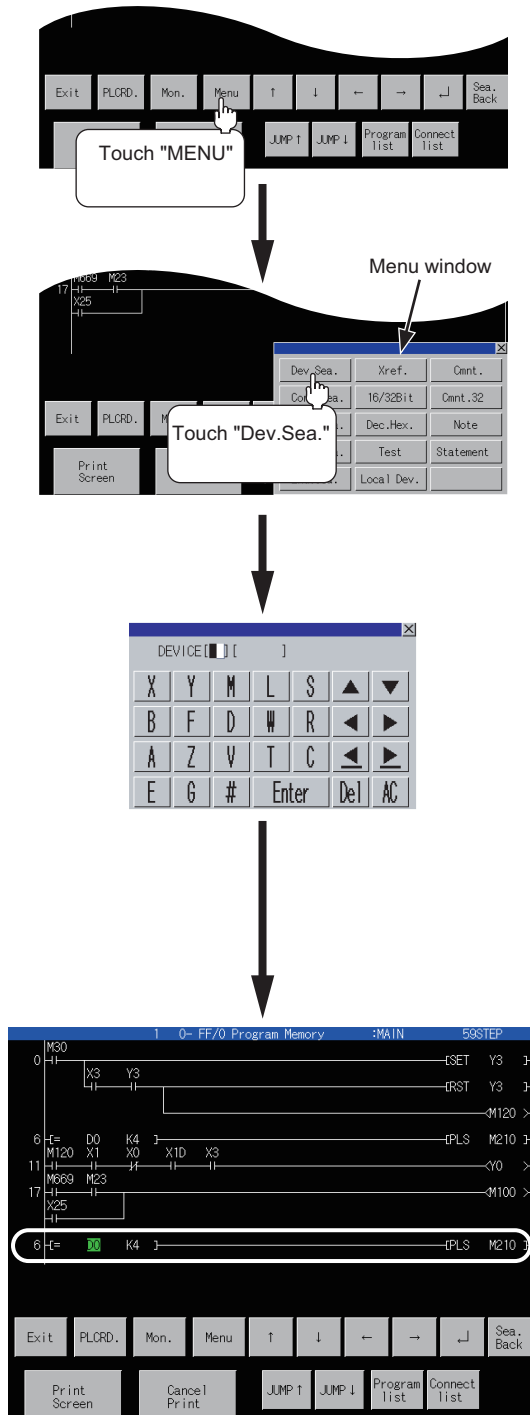 Exit PLCRD. Mon. Menu ↑ ↓ ← → ↵ Sea. Back
JUMP↑ JUMP↓ Program list Connect list
Touch "MENU"
Menu window
M669 M23
17
X25
Dev.Sea. Xref. Cmnt.
16/32Bit Cmnt.32
Dec.Hex. Note
Test Statement
Local Dev.
Exit PLCRD.
Print Screen
Touch "Dev.Sea."
DEVICE[ ] [ ]
X Y M L S ▲ ▼
B F D W R ◀ ▶
A Z V T C ◀ ▶
E G # Enter Del AC
1 0- FF/0 Program Memory :MAIN 59STEP
M30
0 [SET Y3 ]
X3 Y3
[RST Y3 ]
<M120 >
6 [= D0 K4 ] [PLS M210 ]
M120 X1 X0 X1D X3
11 <Y0 >
M669 M23
17 <M100 >
X25
6 [= D0 K4 ] [PLS M210 ]
Exit PLCRD. Mon. Menu ↑ ↓ ← → ↵ Sea. Back
Print Screen Cancel Print JUMP↑ JUMP↓ Program list Connect list